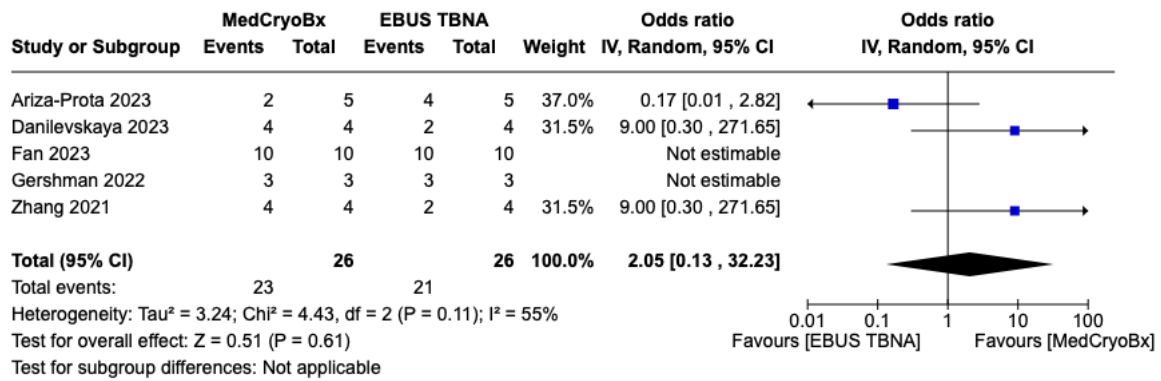 MedCryoBx EBUS TBNA Odds ratio Odds ratio
Study or Subgroup Events Total Events Total Weight IV, Random, 95% CI IV, Random, 95% CI
Ariza-Prota 2023 2 5 4 5 37.0% 0.17 [0.01 , 2.82]
Danilevskaya 2023 4 4 2 4 31.5% 9.00 [0.30 , 271.65]
Fan 2023 10 10 10 10 Not estimable
Gershman 2022 3 3 3 3 Not estimable
Zhang 2021 4 4 2 4 31.5% 9.00 [0.30 , 271.65]
Total (95% CI) 26 26 100.0% 2.05 [0.13 , 32.23]
Total events: 23 21
Heterogeneity: Tau² = 3.24; Chi² = 4.43, df = 2 (P = 0.11); I² = 55%
Test for overall effect: Z = 0.51 (P = 0.61)
Test for subgroup differences: Not applicable
0.01 0.1 1 10 100
Favours [EBUS TBNA] Favours [MedCryoBx]